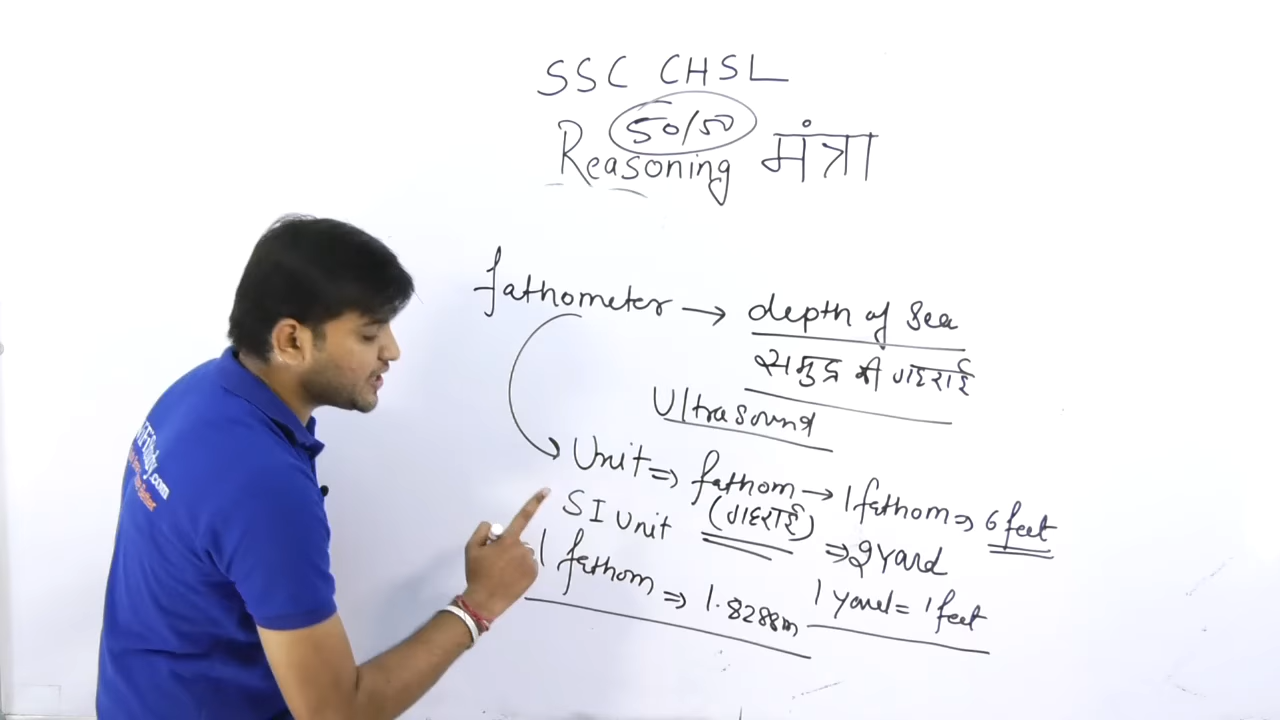 SSC CHSL
50/50
Reasoning मंत्रा
fathometer → depth of Sea
समुद्र की गहराई
Ultrasound
Unit ⇒ fathom → 1 fathom ⇒ 6 feet
SI Unit (गहराई) ⇒ 2 Yard
1 fathom ⇒ 1.8288m 1 yard = 1 feet